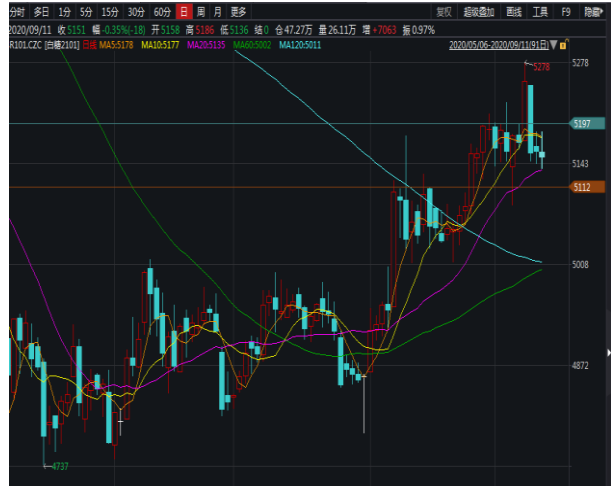 分时 多日 1分 5分 15分 30分 60分 日 周 月 更多 复权 超级叠加 画线 工具 F9 隐藏
2020/09/11 收5151 幅-0.35%(-18) 开5158 高5186 低5136 结0 仓47.27万 量26.11万 增+7063 振0.97%
R101.CZC [白糖2101] 日线 MA5:5178 MA10:5177 MA20:5135 MA60:5002 MA120:5011 2020/05/06-2020/09/11(91日)
5278
5278
5197
5143
5112
5008
4872
4737